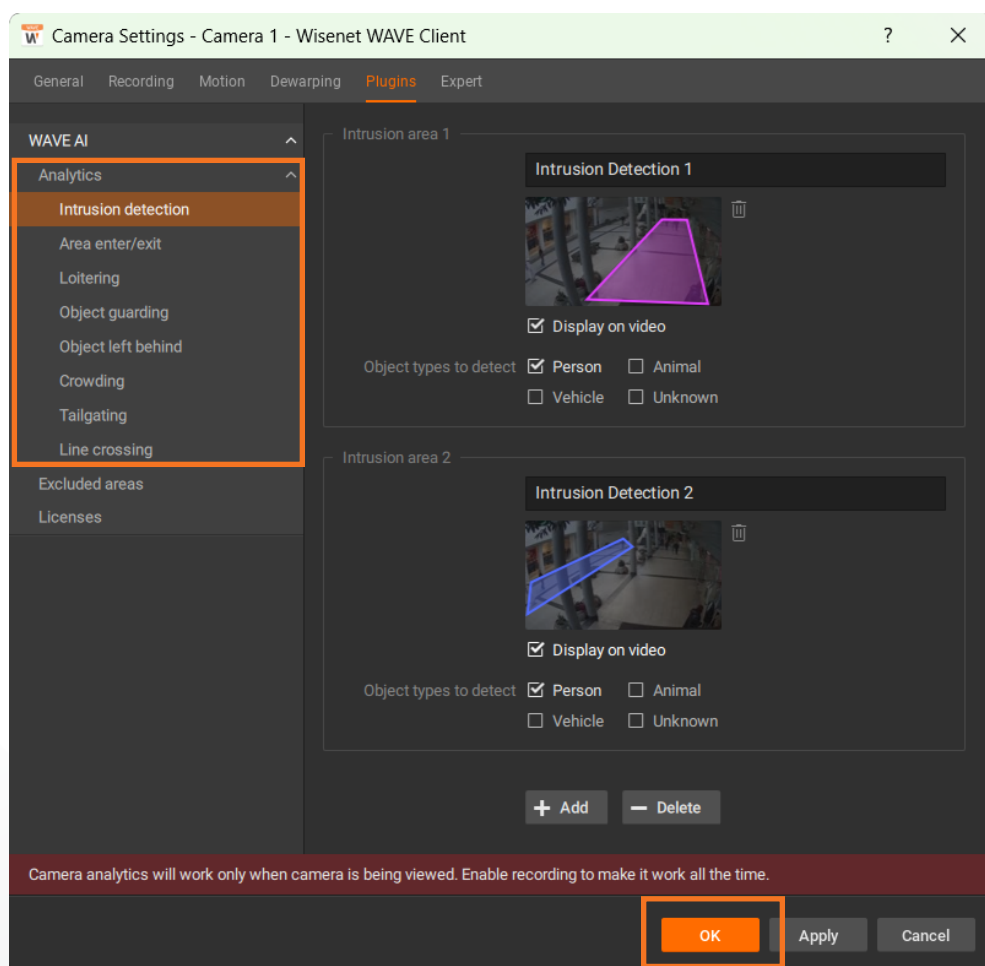 WAVE
W
Camera Settings - Camera 1 - Wisenet WAVE Client
?
General Recording Motion Dewarping Plugins Expert
WAVE AI
Analytics
Intrusion detection
Area enter/exit
Loitering
Object guarding
Object left behind
Crowding
Tailgating
Line crossing
Excluded areas
Licenses
Intrusion area 1
Intrusion Detection 1
Display on video
Object types to detect Person Animal
Vehicle Unknown
Intrusion area 2
Intrusion Detection 2
Display on video
Object types to detect Person Animal
Vehicle Unknown
Add Delete
Camera analytics will work only when camera is being viewed. Enable recording to make it work all the time.
OK Apply Cancel